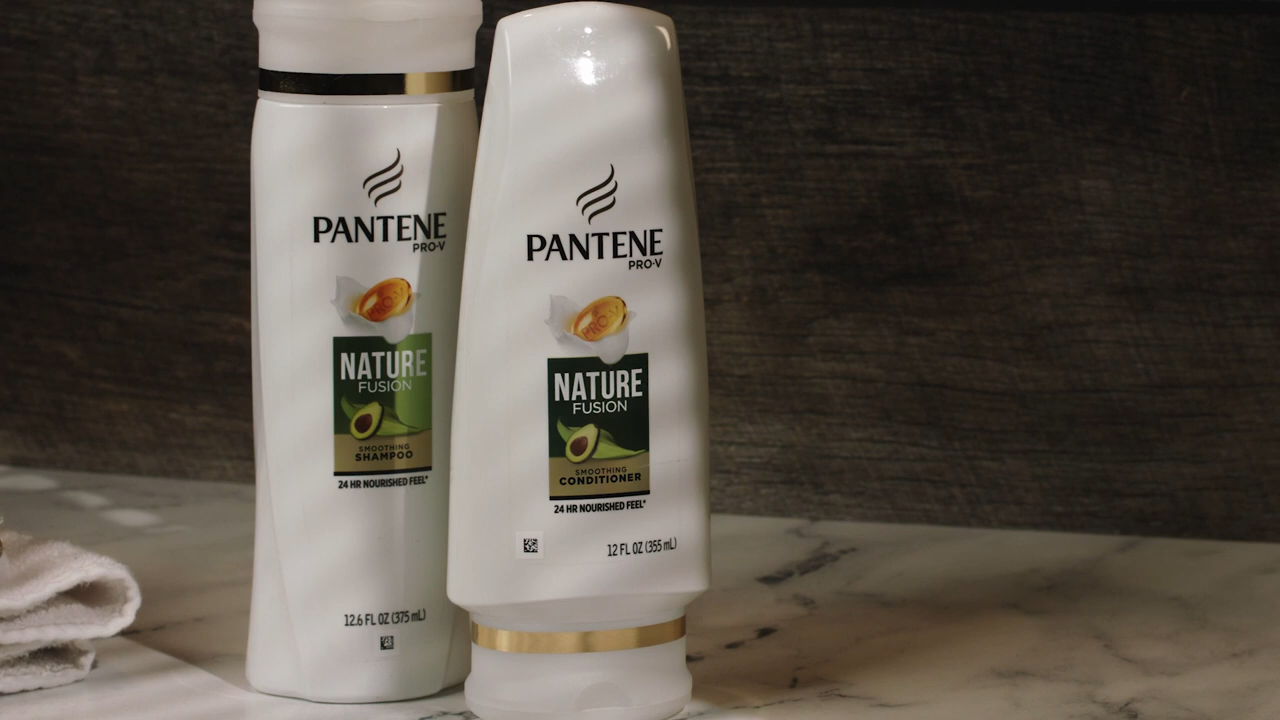 PANTENE
PRO-V
NATURE
FUSION
SMOOTHING
SHAMPOO
24 HR NOURISHED FEEL*
12.6 FL OZ (375 mL)
PANTENE
PRO-V
PRO-V
NATURE
FUSION
SMOOTHING
CONDITIONER
24 HR NOURISHED FEEL*
12 FL OZ (355 mL)